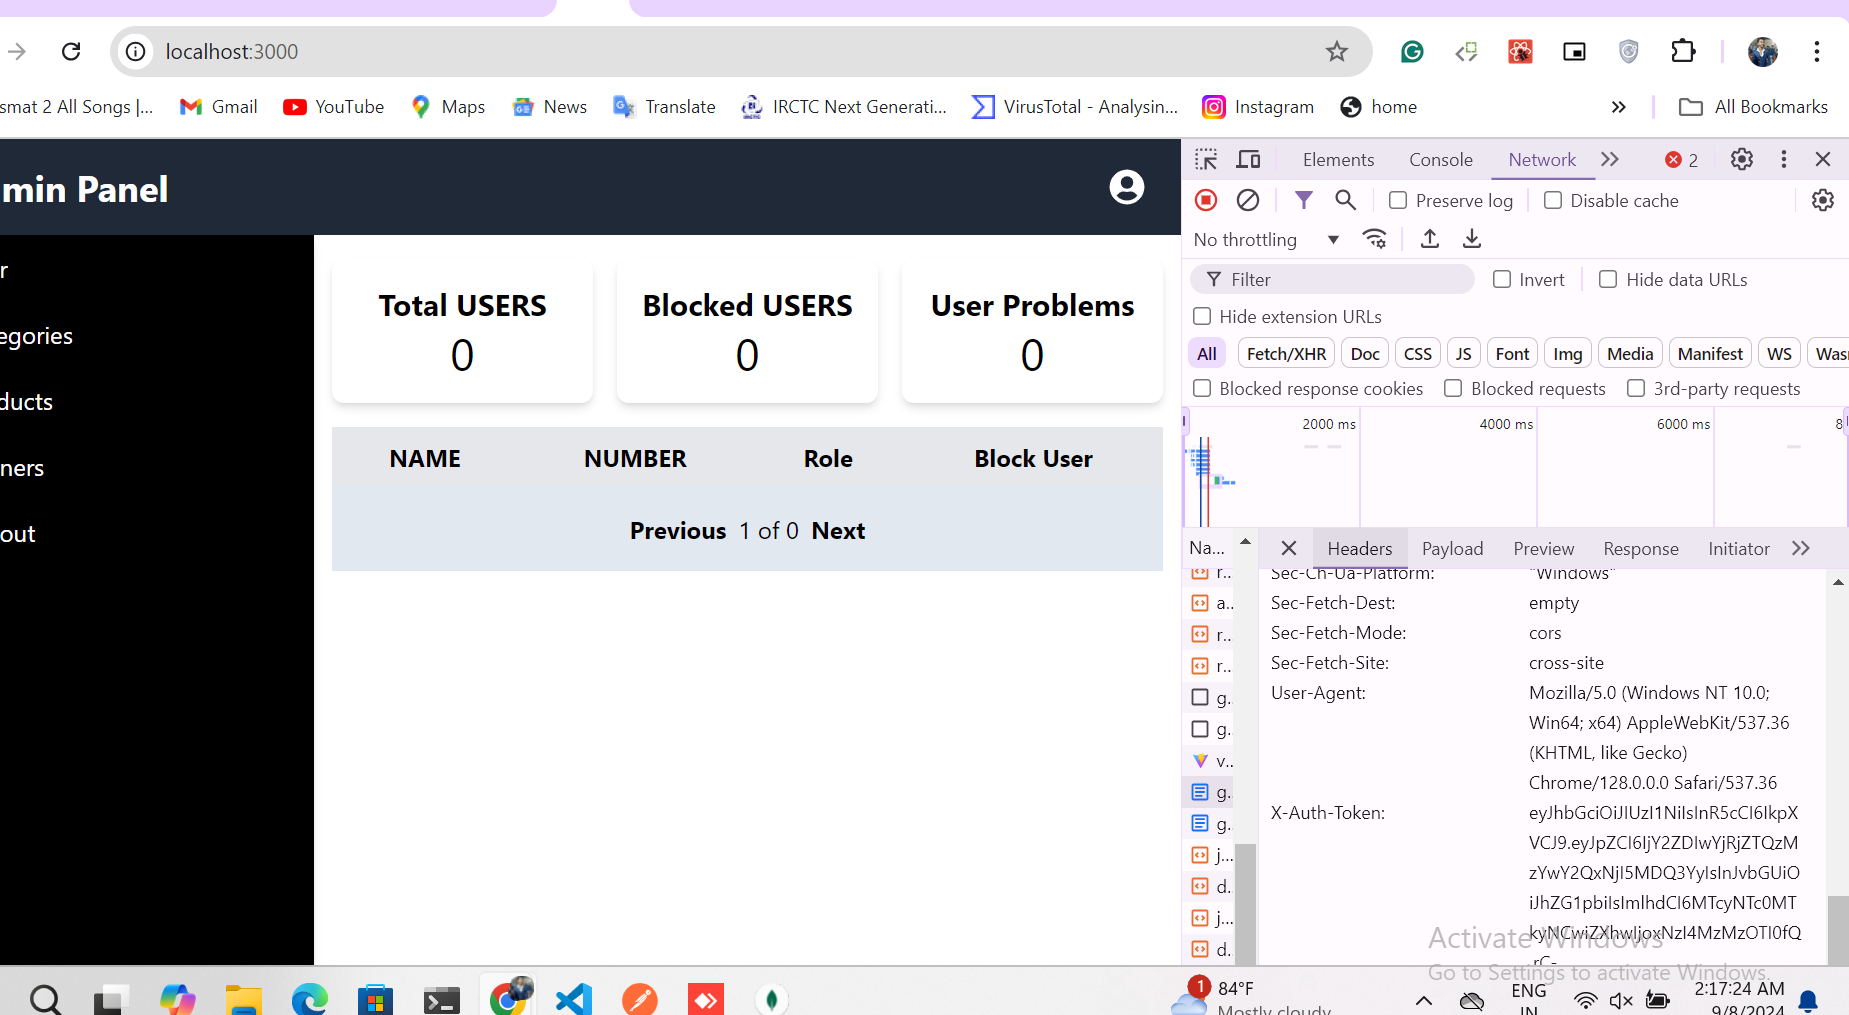 localhost:3000
smat 2 All Songs |... Gmail YouTube Maps News Translate IRCTC Next Generati... VirusTotal - Analysin... Instagram home » All Bookmarks
min Panel
r
egories
ducts
ners
out
Total USERS
0
Blocked USERS
0
User Problems
0
NAME NUMBER Role Block User
Previous 1 of 0 Next
Elements Console Network 2
Preserve log Disable cache
No throttling
Filter Invert Hide data URLs
Hide extension URLs
All Fetch/XHR Doc CSS JS Font Img Media Manifest WS Wasm
Blocked response cookies Blocked requests 3rd-party requests
2000 ms 4000 ms 6000 ms 8
Na... Headers Payload Preview Response Initiator
r...
a...
r...
r...
g...
g...
v...
g...
g...
j...
d...
j...
d...
Sec-Ch-Ua-Platform: "Windows"
Sec-Fetch-Dest: empty
Sec-Fetch-Mode: cors
Sec-Fetch-Site: cross-site
User-Agent: Mozilla/5.0 (Windows NT 10.0;
Win64; x64) AppleWebKit/537.36
(KHTML, like Gecko)
Chrome/128.0.0.0 Safari/537.36
X-Auth-Token:
Activate Windows
Go to Settings to activate Windows.
1
84°F
Mostly cloudy
ENG
IN
2:17:24 AM
9/8/2024